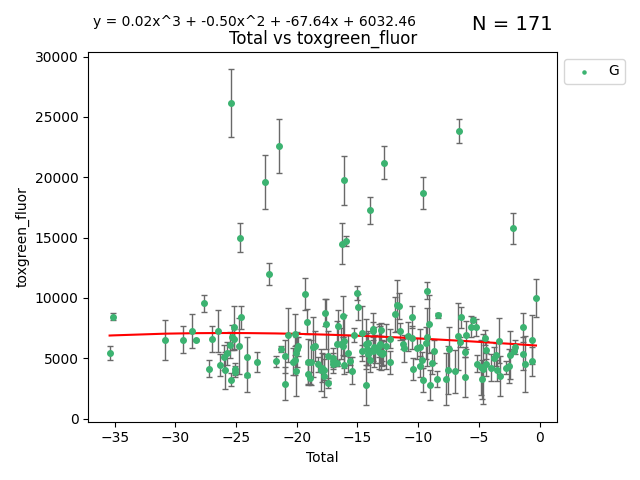 y = 0.02x^3 + -0.50x^2 + -67.64x + 6032.46
N = 171
Total vs toxgreen_fluor
G
toxgreen_fluor
30000
25000
20000
15000
10000
5000
0
−35 −30 −25 −20 −15 −10 −5 0
Total